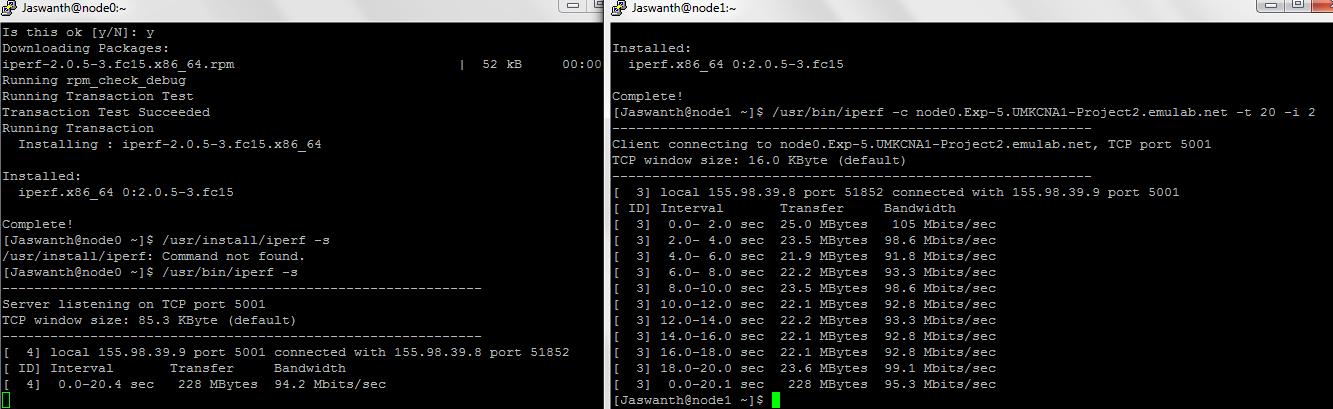 Jaswanth@node0:~
Is this ok [y/N]: y
Downloading Packages:
iperf-2.0.5-3.fc15.x86_64.rpm | 52 kB 00:00
Running rpm_check_debug
Running Transaction Test
Transaction Test Succeeded
Running Transaction
Installing : iperf-2.0.5-3.fc15.x86_64
Installed:
iperf.x86_64 0:2.0.5-3.fc15
Complete!
[Jaswanth@node0 ~]$ /usr/install/iperf -s
/usr/install/iperf: Command not found.
[Jaswanth@node0 ~]$ /usr/bin/iperf -s
------------------------------------------------------------
Server listening on TCP port 5001
TCP window size: 85.3 KByte (default)
------------------------------------------------------------
[ 4] local 155.98.39.9 port 5001 connected with 155.98.39.8 port 51852
[ ID] Interval Transfer Bandwidth
[ 4] 0.0-20.4 sec 228 MBytes 94.2 Mbits/sec
Jaswanth@node1:~
Installed:
iperf.x86_64 0:2.0.5-3.fc15
Complete!
[Jaswanth@node1 ~]$ /usr/bin/iperf -c node0.Exp-5.UMKCNA1-Project2.emulab.net -t 20 -i 2
------------------------------------------------------------
Client connecting to node0.Exp-5.UMKCNA1-Project2.emulab.net, TCP port 5001
TCP window size: 16.0 KByte (default)
------------------------------------------------------------
[ 3] local 155.98.39.8 port 51852 connected with 155.98.39.9 port 5001
[ ID] Interval Transfer Bandwidth
[ 3] 0.0- 2.0 sec 25.0 MBytes 105 Mbits/sec
[ 3] 2.0- 4.0 sec 23.5 MBytes 98.6 Mbits/sec
[ 3] 4.0- 6.0 sec 21.9 MBytes 91.8 Mbits/sec
[ 3] 6.0- 8.0 sec 22.2 MBytes 93.3 Mbits/sec
[ 3] 8.0-10.0 sec 23.5 MBytes 98.6 Mbits/sec
[ 3] 10.0-12.0 sec 22.1 MBytes 92.8 Mbits/sec
[ 3] 12.0-14.0 sec 22.2 MBytes 93.3 Mbits/sec
[ 3] 14.0-16.0 sec 22.1 MBytes 92.8 Mbits/sec
[ 3] 16.0-18.0 sec 22.1 MBytes 92.8 Mbits/sec
[ 3] 18.0-20.0 sec 23.6 MBytes 99.1 Mbits/sec
[ 3] 0.0-20.1 sec 228 MBytes 95.3 Mbits/sec
[Jaswanth@node1 ~]$